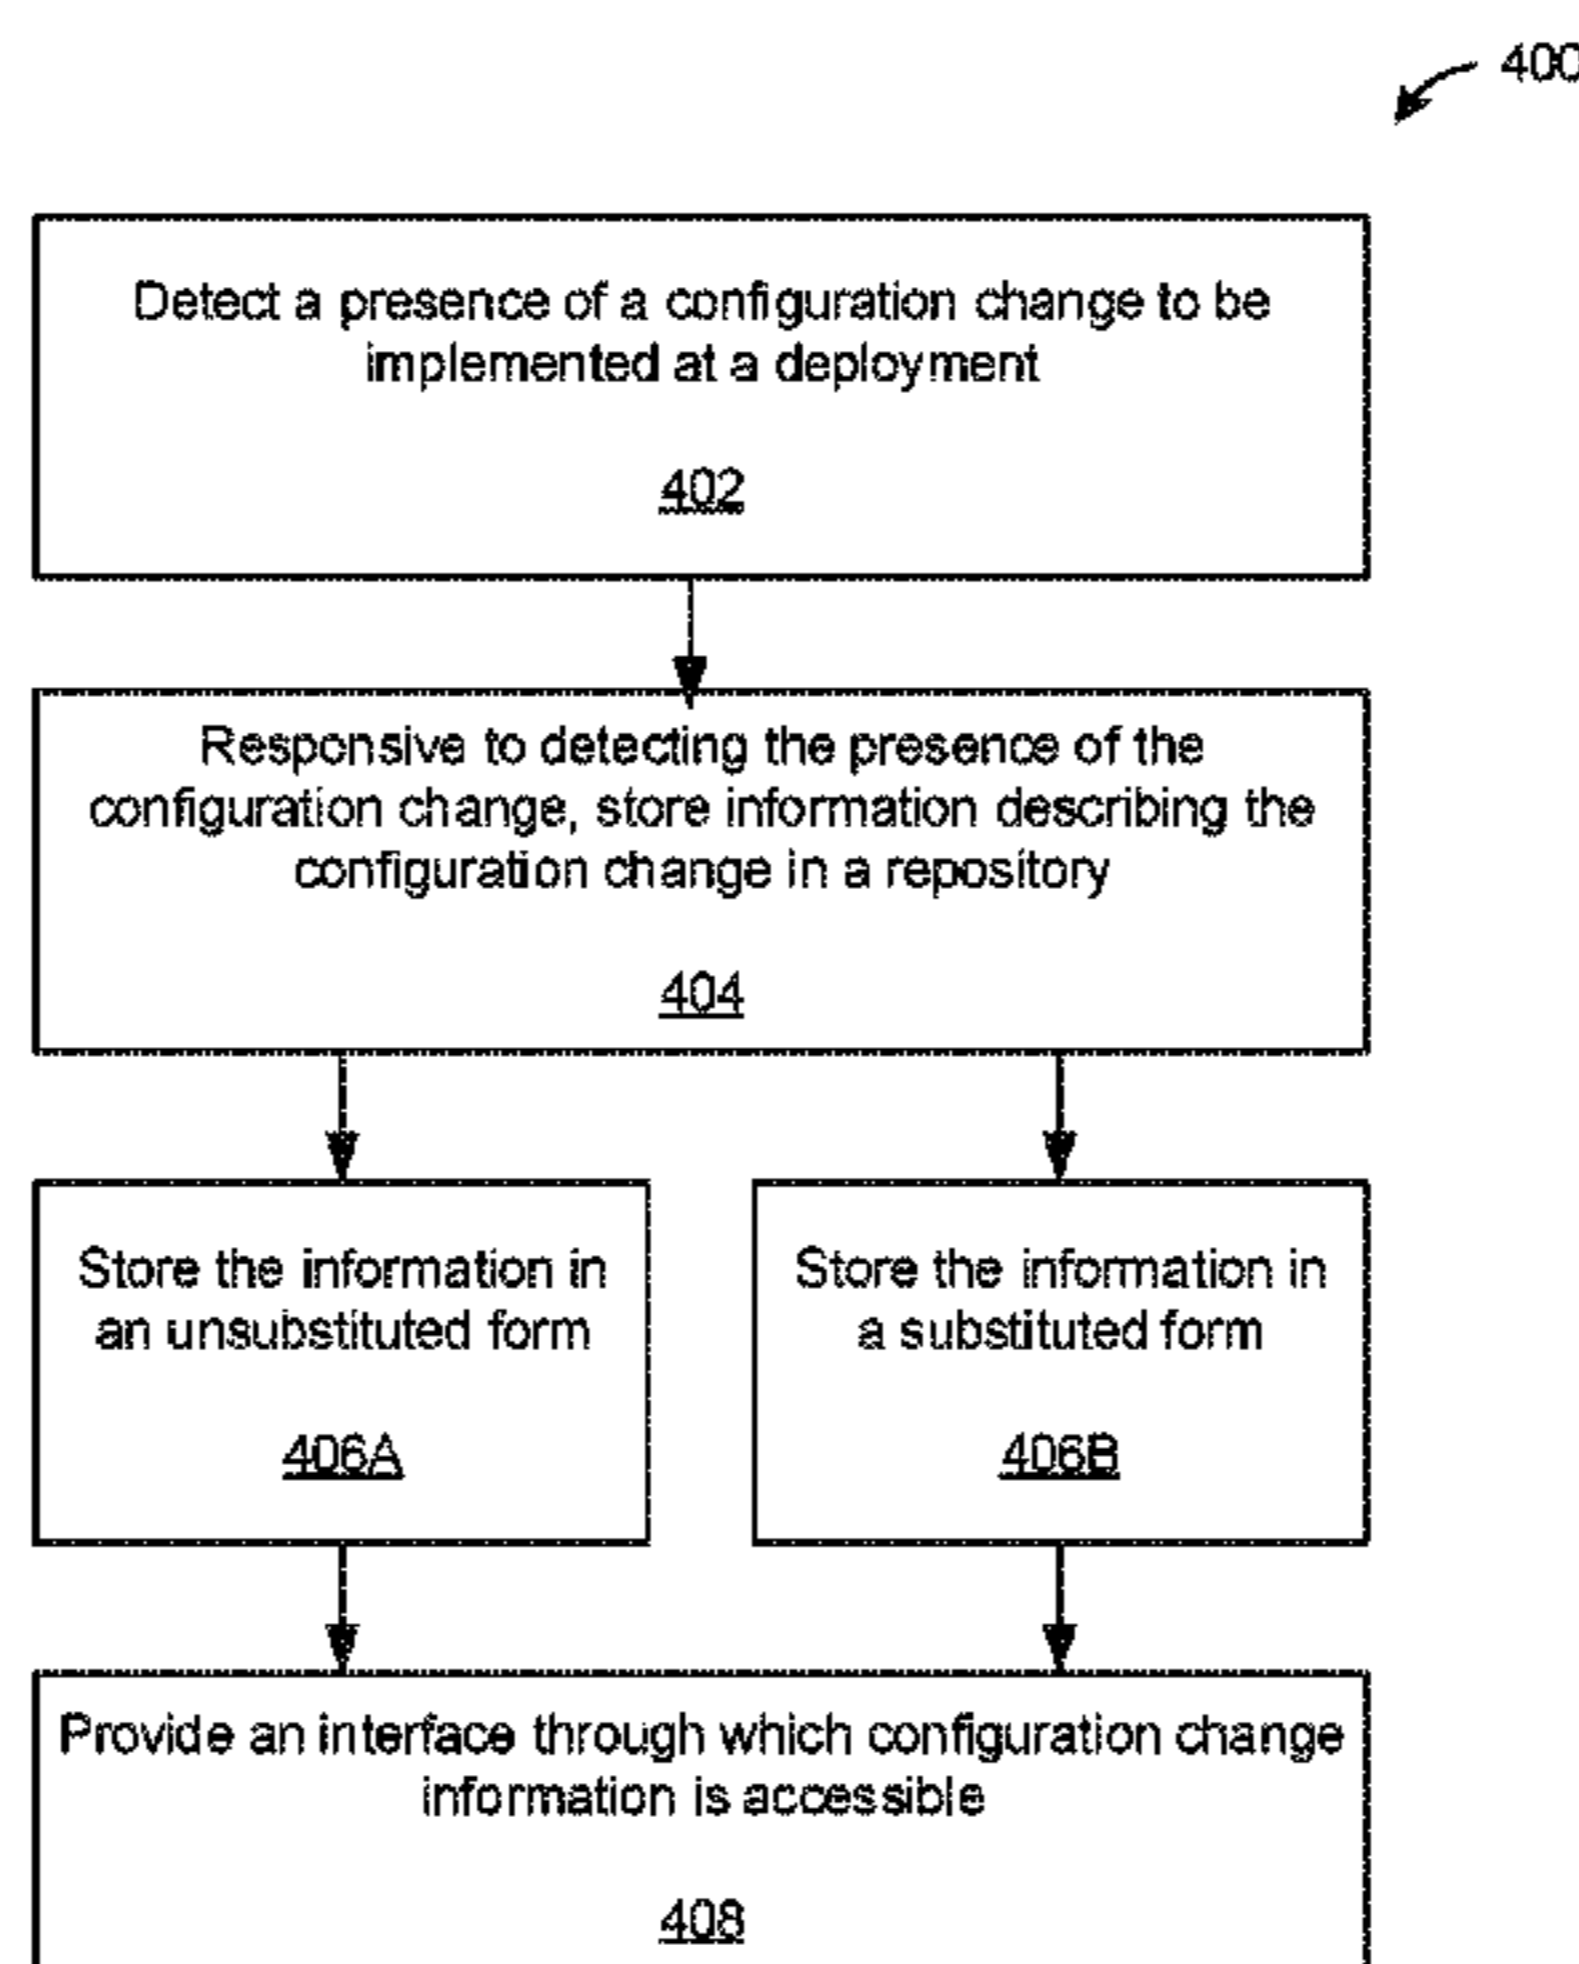 400
Detect a presence of a configuration change to be
implemented at a deployment
402
Responsive to detecting the presence of the
configuration change, store information describing the
configuration change in a repository
404
Store the information in
an unsubstituted form
406A
Store the information in
a substituted form
406B
Provide an interface through which configuration change
information is accessible
408